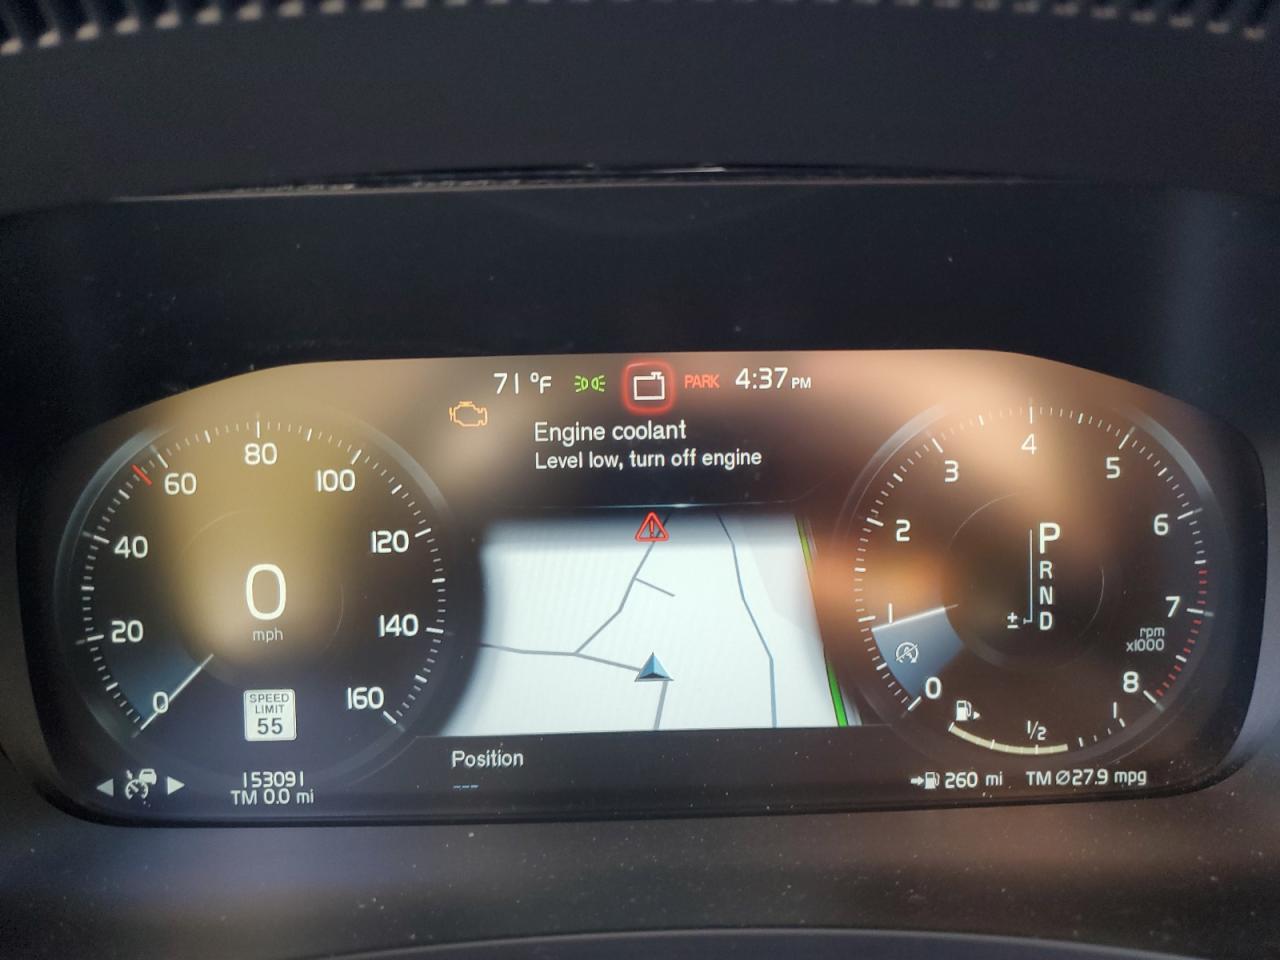 71 °F PARK 4:37 PM
Engine coolant
Level low, turn off engine
0
20
40
60
80
100
120
140
160
0
mph
SPEED
LIMIT
55
153091
TM 0.0 mi
Position
---
0
1
2
3
4
5
6
7
8
rpm
x1000
P
R
N
± D
1/2
1
260 mi TM Ø27.9 mpg